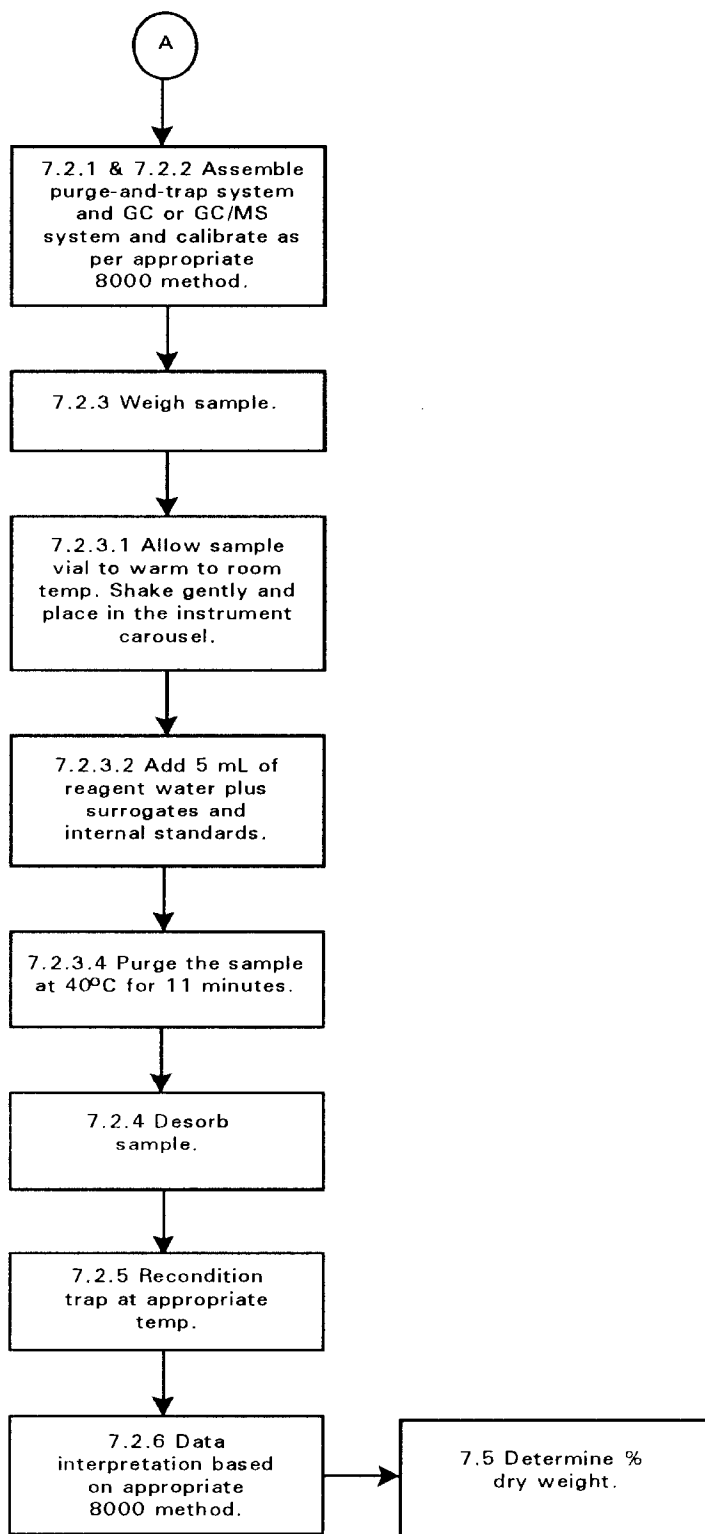 A
7.2.1 & 7.2.2 Assemble
purge-and-trap system
and GC or GC/MS
system and calibrate as
per appropriate
8000 method.
7.2.3 Weigh sample.
7.2.3.1 Allow sample
vial to warm to room
temp. Shake gently and
place in the instrument
carousel.
7.2.3.2 Add 5 mL of
reagent water plus
surrogates and
internal standards.
7.2.3.4 Purge the sample
at 40ºC for 11 minutes.
7.2.4 Desorb
sample.
7.2.5 Recondition
trap at appropriate
temp.
7.2.6 Data
interpretation based
on appropriate
8000 method.
7.5 Determine %
dry weight.